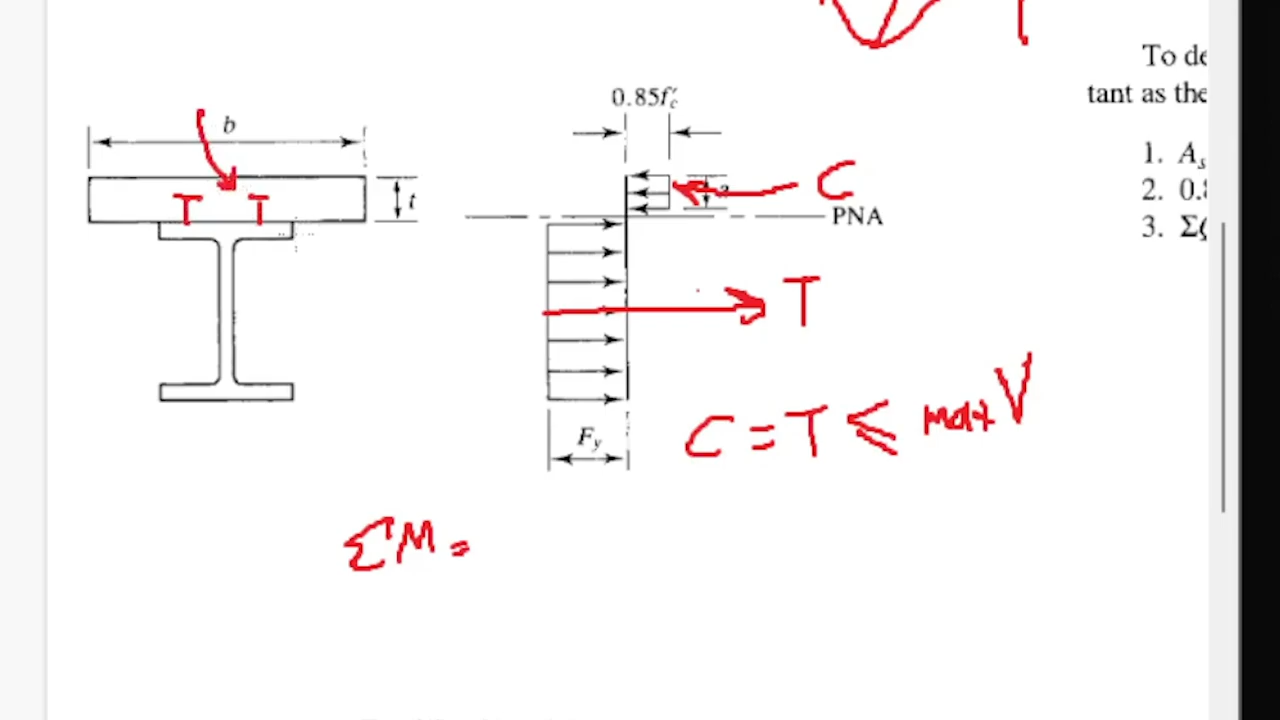 To de
0.85f′c
tant as the
b
1. As
C
2. 0.8
T T
t
a
PNA
3. Σ
T
C = T ≤ max V
Fy
ΣM =